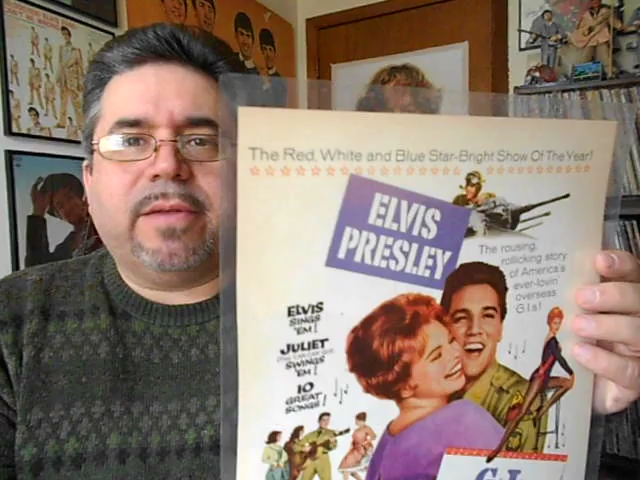 The Red, White and Blue Star-Bright Show Of The Year!
ELVIS
PRESLEY
The rousing,
rollicking story
of America's
ever-lovin'
overseas
G.I.s!
ELVIS
SINGS
'EM!
JULIET
SWINGS
'EM!
10
GREAT
SONGS!
G.I.